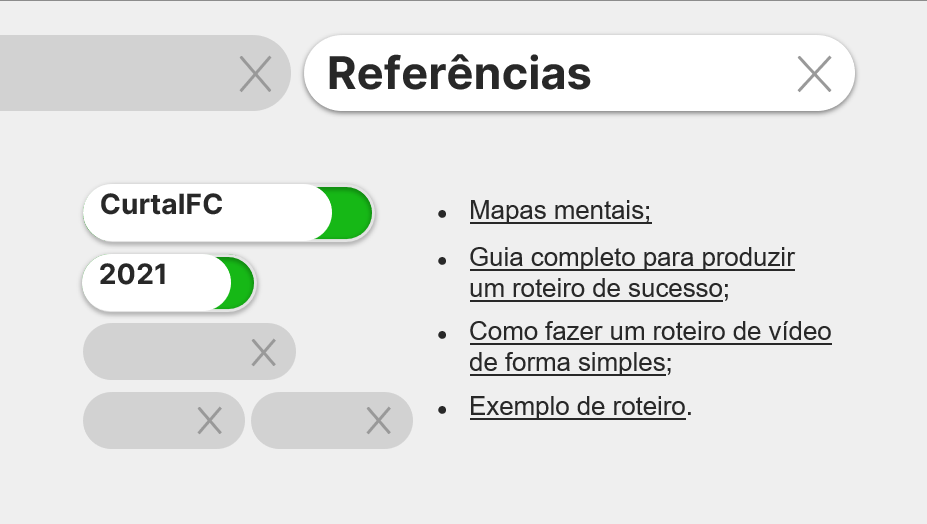 Referências
CurtaIFC
2021
• Mapas mentais;
• Guia completo para produzir
um roteiro de sucesso;
• Como fazer um roteiro de vídeo
de forma simples;
• Exemplo de roteiro.